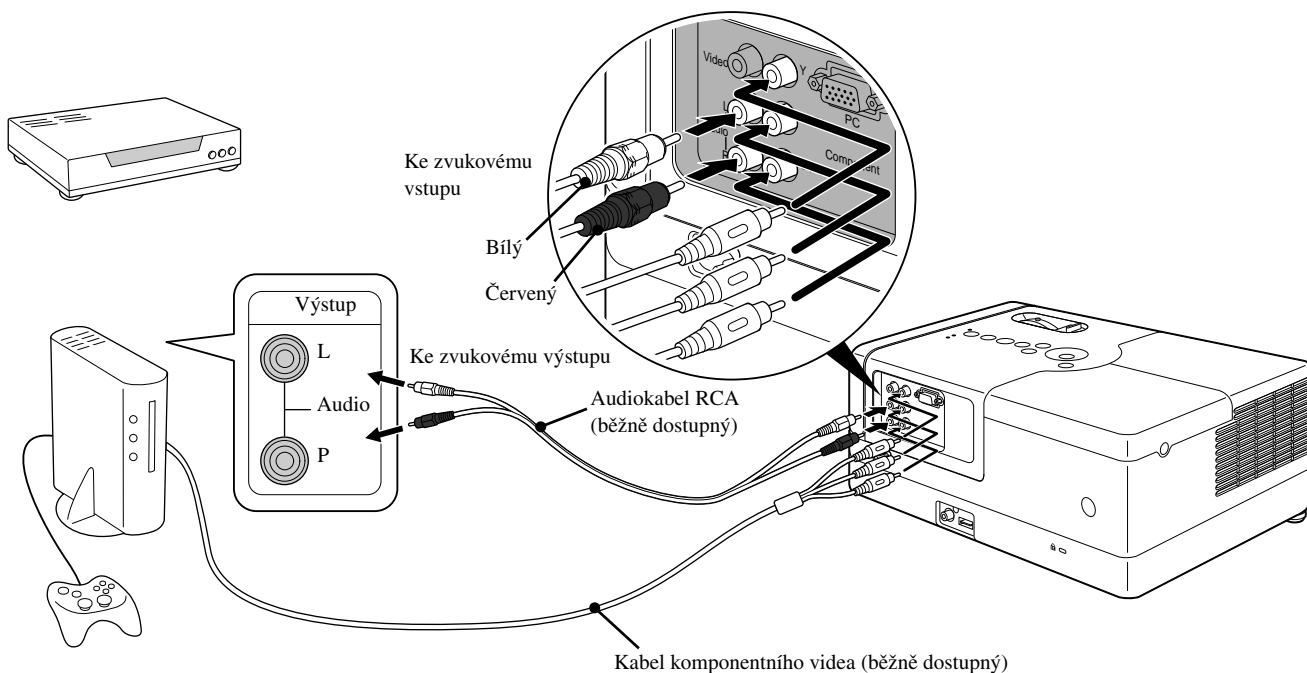 Video
Y
L
PC
R
Component
Ke zvukovému
vstupu
Bílý
Červený
Výstup
L
Audio
P
Ke zvukovému výstupu
Audiokabel RCA
(běžně dostupný)
Kabel komponentního videa (běžně dostupný)